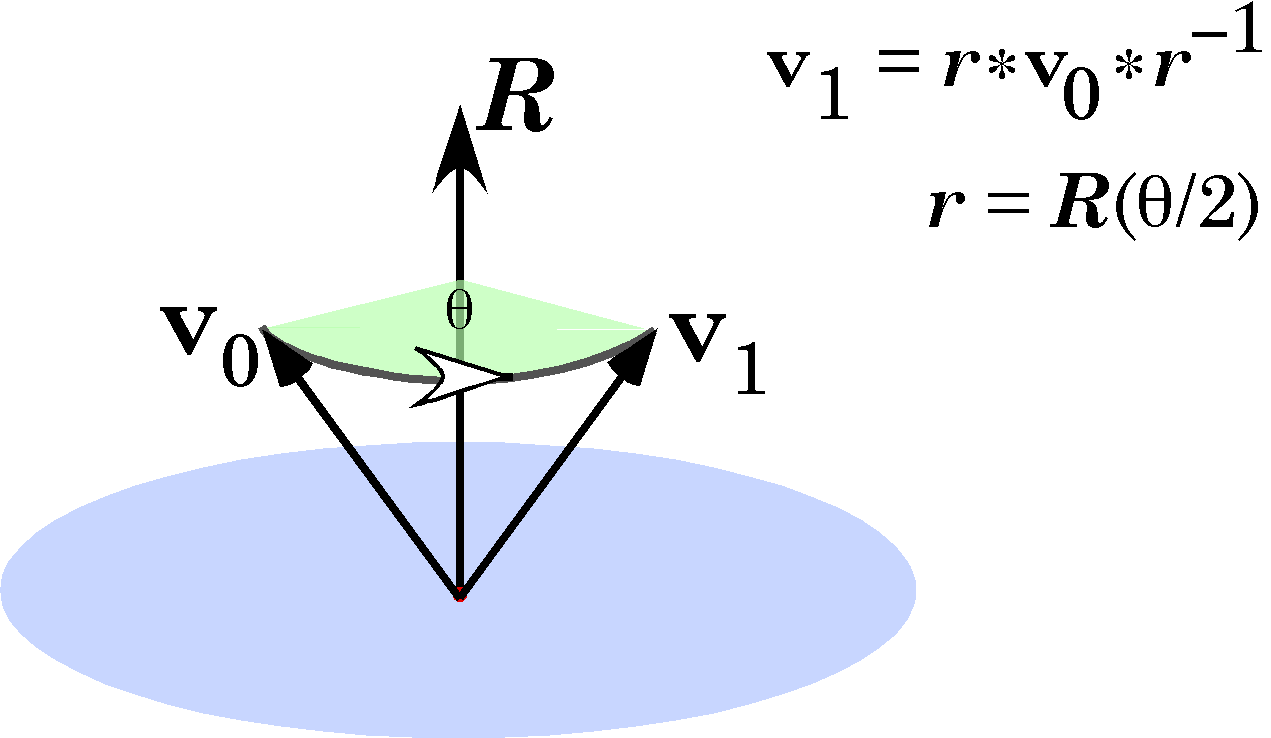 v₁ = r*v₀*r⁻¹
R
r = R(θ/2)
θ
v₀
v₁